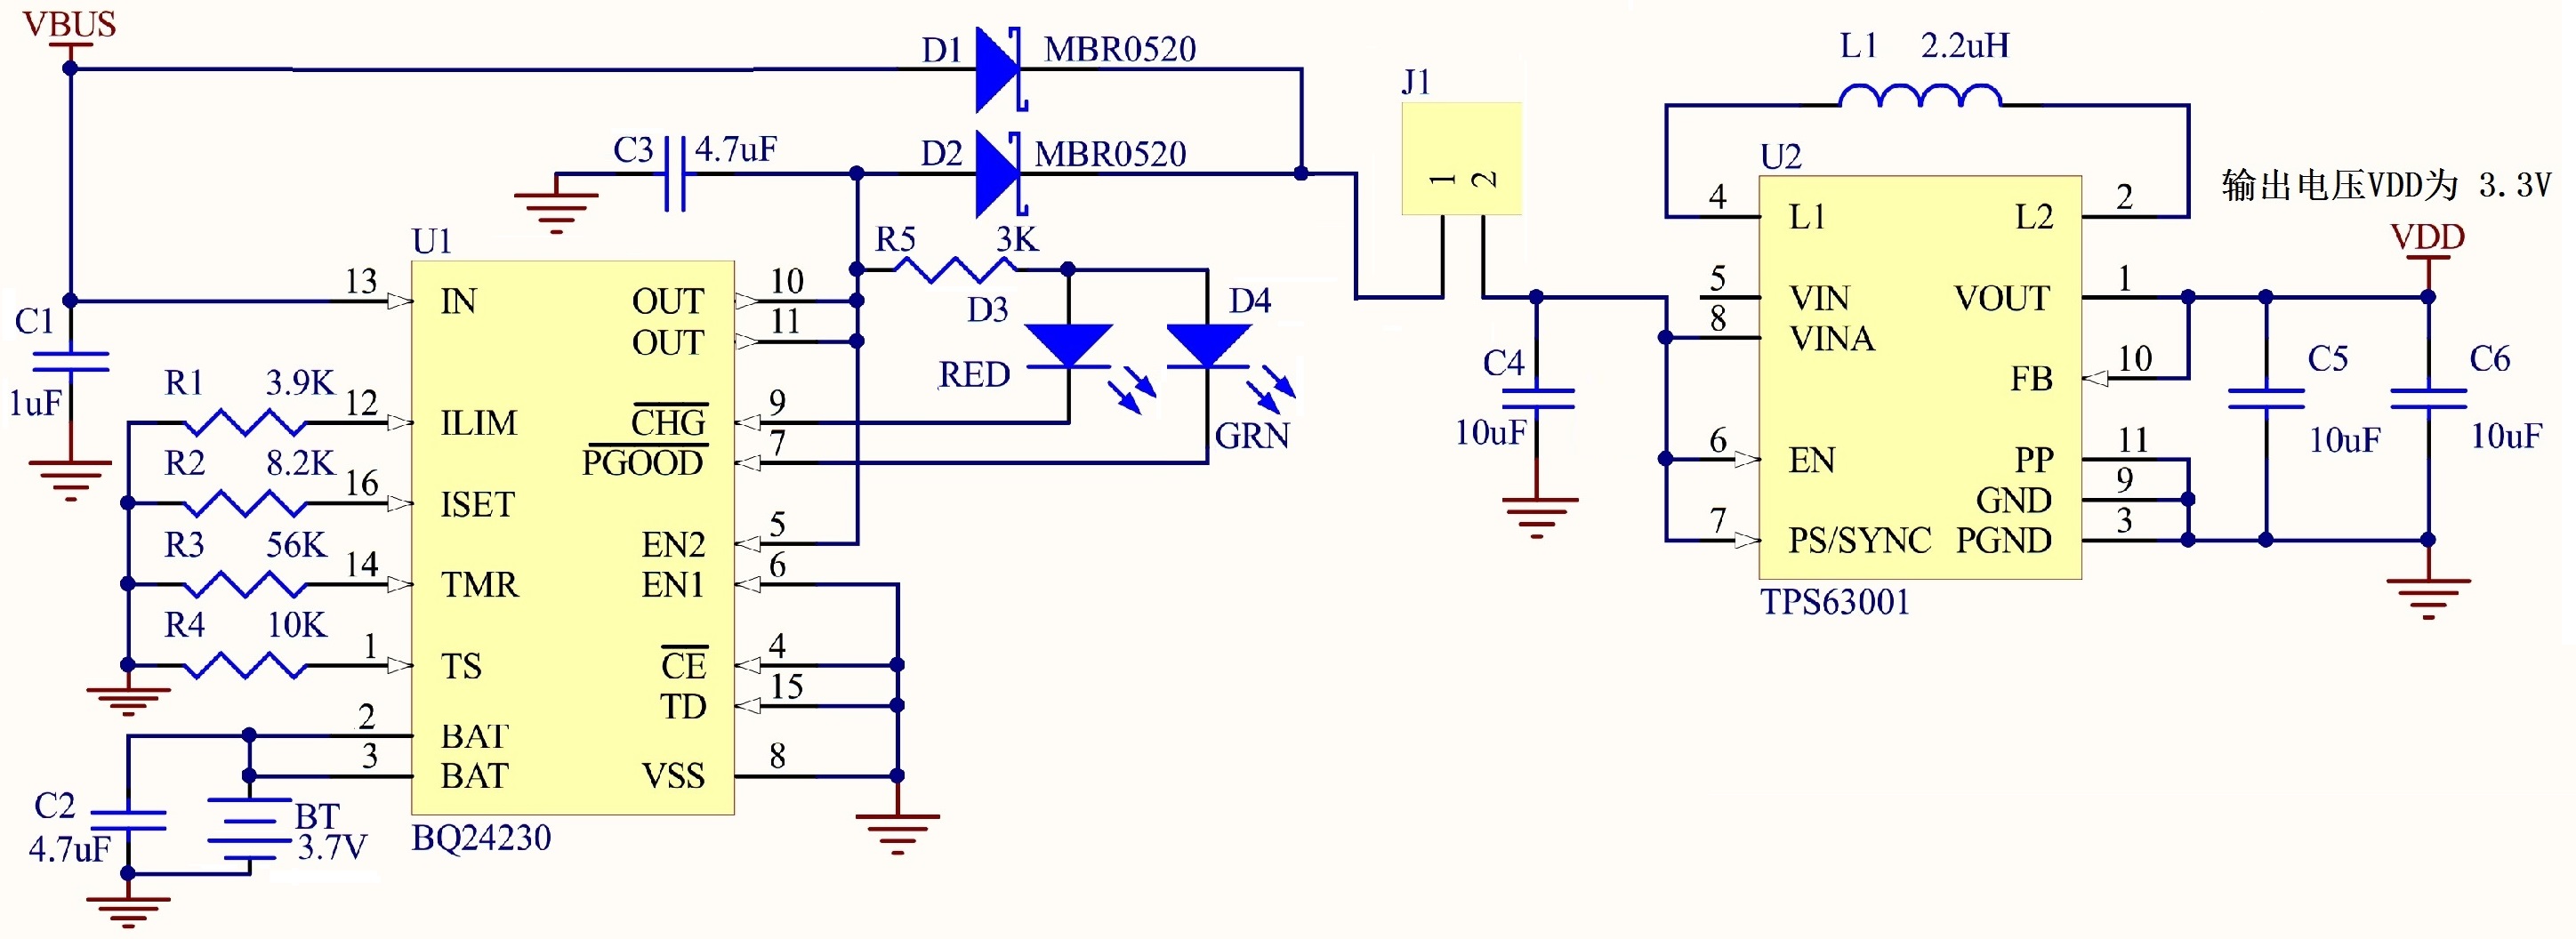 VBUS
D1 MBR0520
C3 4.7uF
D2 MBR0520
R5 3K
J1
1 2
L1 2.2uH
U1
13 IN
12 ILIM
16 ISET
14 TMR
1 TS
2 BAT
3 BAT
OUT 10
OUT 11
CHG 9
PGOOD 7
EN2 5
EN1 6
CE 4
TD 15
VSS 8
BQ24230
C1
1uF
R1 3.9K
R2 8.2K
R3 56K
R4 10K
C2
4.7uF
BT
3.7V
D3
RED
D4
GRN
C4
10uF
U2
4 L1
5 VIN
8 VINA
6 EN
7 PS/SYNC
L2 2
VOUT 1
FB 10
PP 11
GND 9
PGND 3
TPS63001
输出电压VDD为 3.3V
VDD
C5
10uF
C6
10uF